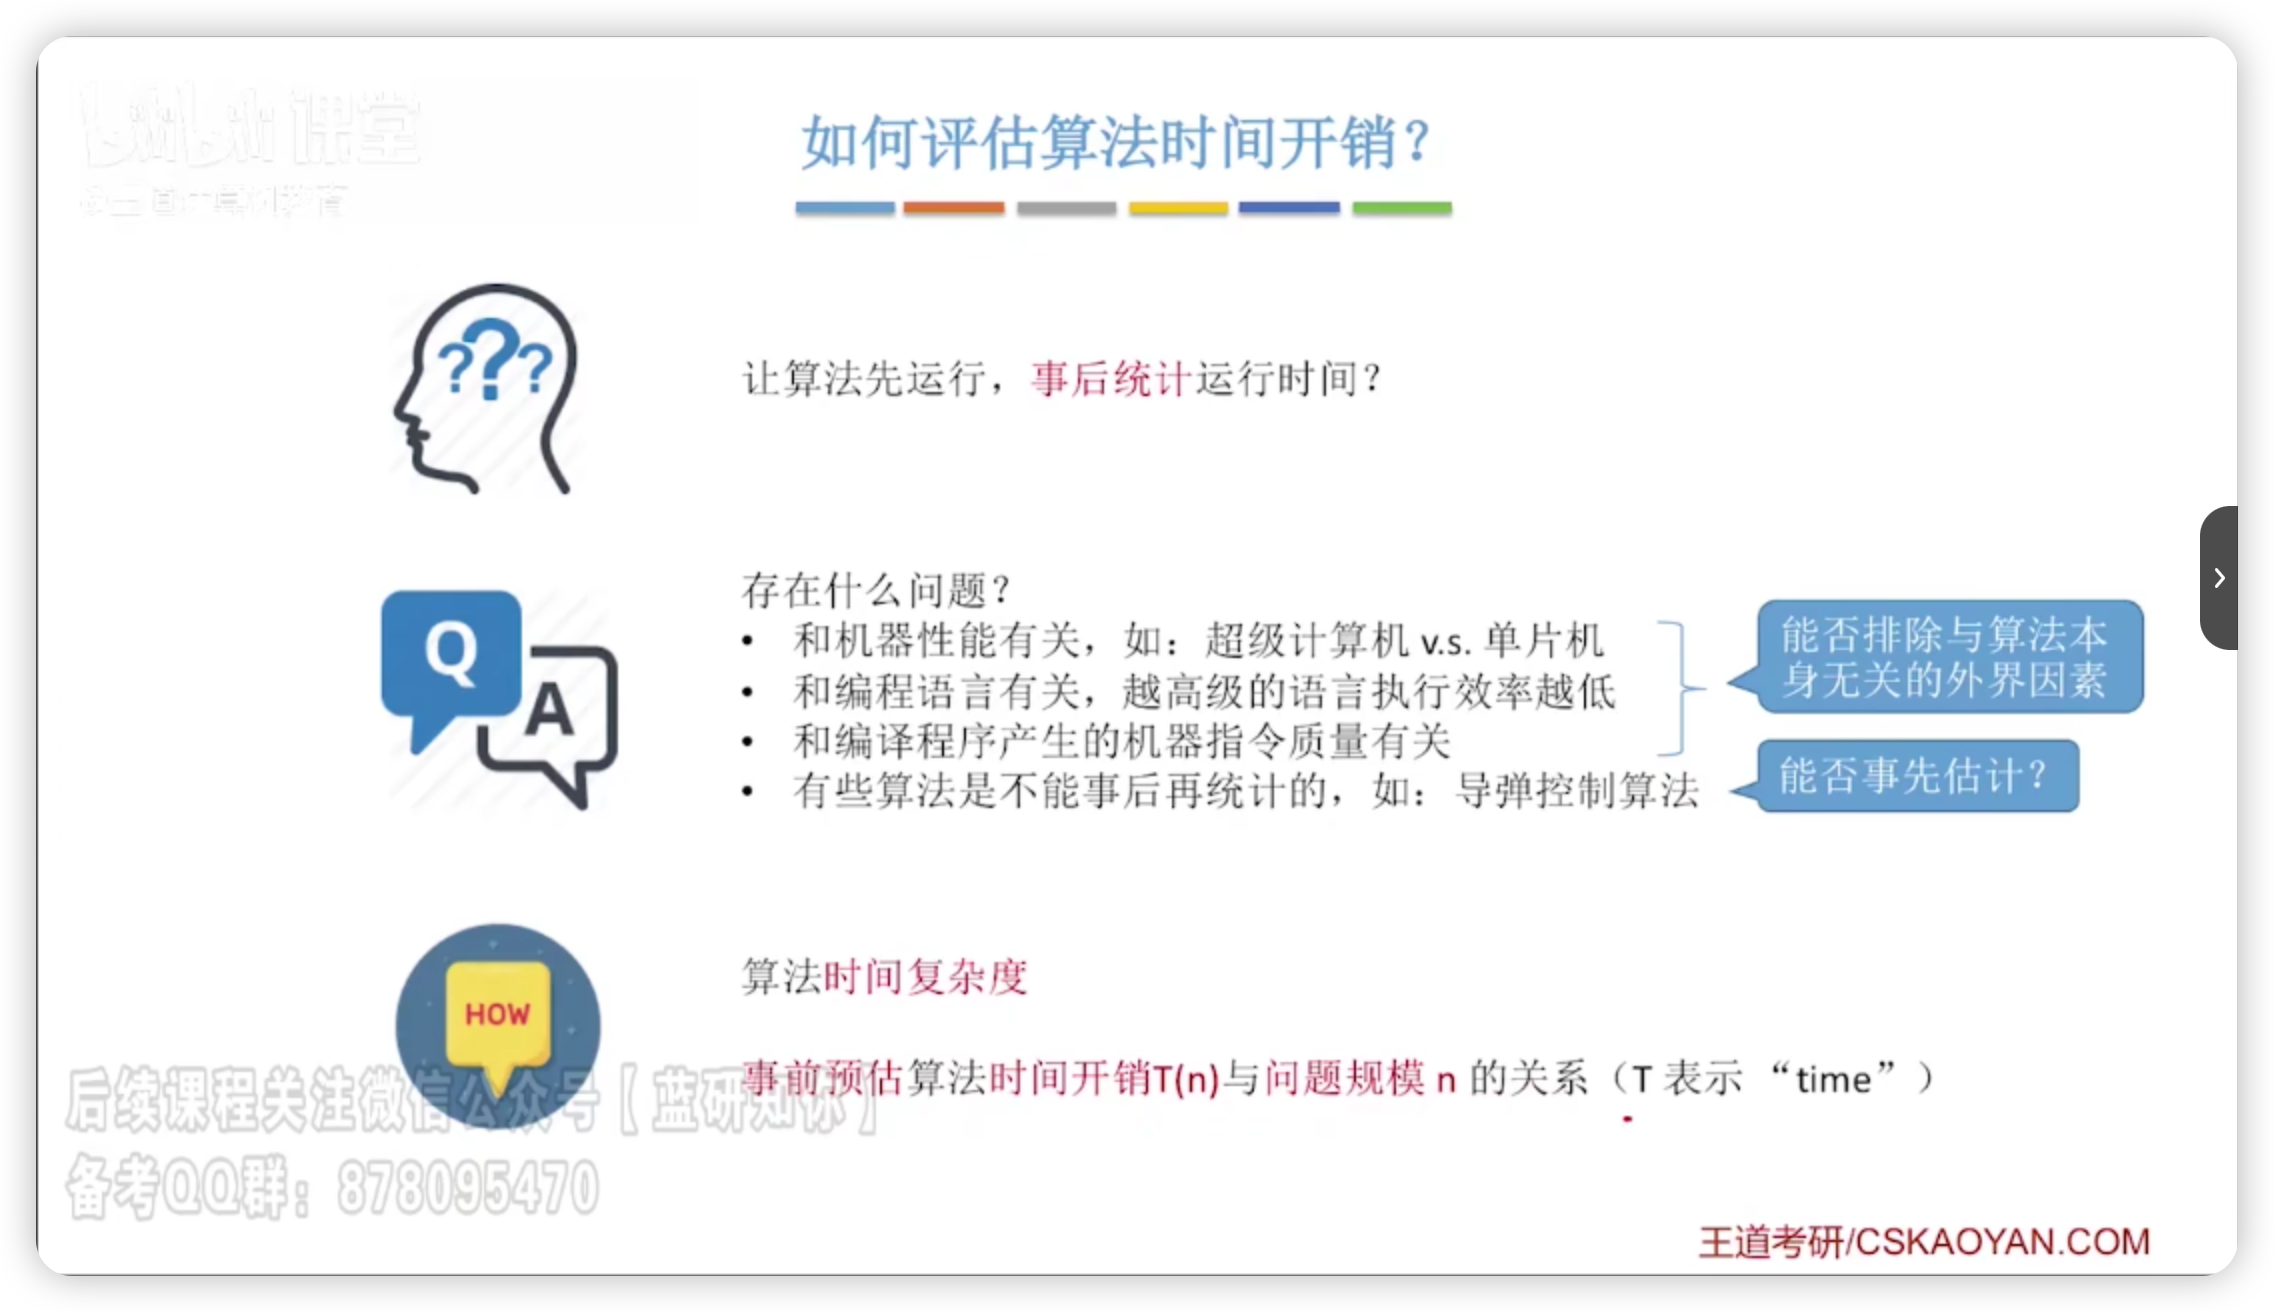 bilibili 课堂
@王道计算机教育
如何评估算法时间开销？
???
让算法先运行，事后统计运行时间？
Q
A
存在什么问题？
• 和机器性能有关，如：超级计算机 v.s. 单片机
• 和编程语言有关，越高级的语言执行效率越低
• 和编译程序产生的机器指令质量有关
• 有些算法是不能事后再统计的，如：导弹控制算法
能否排除与算法本
身无关的外界因素
能否事先估计？
HOW
算法时间复杂度
事前预估算法时间开销T(n)与问题规模 n 的关系（T 表示 “time”）
后续课程关注微信公众号【蓝研知你】
备考QQ群：878095470
王道考研/CSKAOYAN.COM